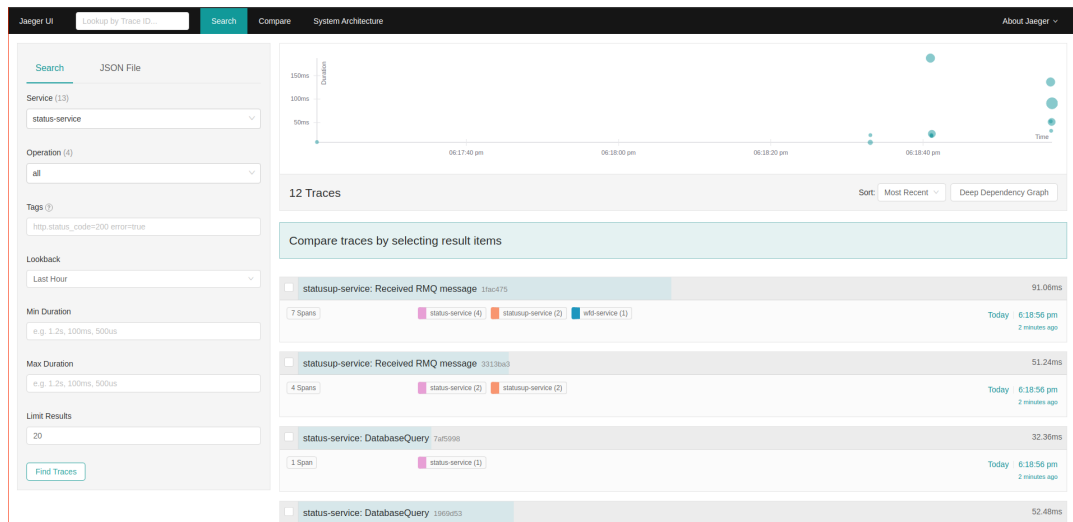 Jaeger UI Lookup by Trace ID... Search Compare System Architecture About Jaeger
Search JSON File
Service (13)
status-service
Operation (4)
all
Tags
http.status_code=200 error=true
Lookback
Last Hour
Min Duration
e.g. 1.2s, 100ms, 500us
Max Duration
e.g. 1.2s, 100ms, 500us
Limit Results
20
Find Traces
Duration
150ms
100ms
50ms
Time
06:17:40 pm 06:18:00 pm 06:18:20 pm 06:18:40 pm
12 Traces Sort: Most Recent Deep Dependency Graph
Compare traces by selecting result items
statusup-service: Received RMQ message 1fac475 91.06ms
7 Spans status-service (4) statusup-service (2) wfd-service (1) Today 6:18:56 pm
2 minutes ago
statusup-service: Received RMQ message 3313ba3 51.24ms
4 Spans status-service (2) statusup-service (2) Today 6:18:56 pm
2 minutes ago
status-service: DatabaseQuery 7af5998 32.36ms
1 Span status-service (1) Today 6:18:56 pm
2 minutes ago
status-service: DatabaseQuery 1969d53 52.48ms